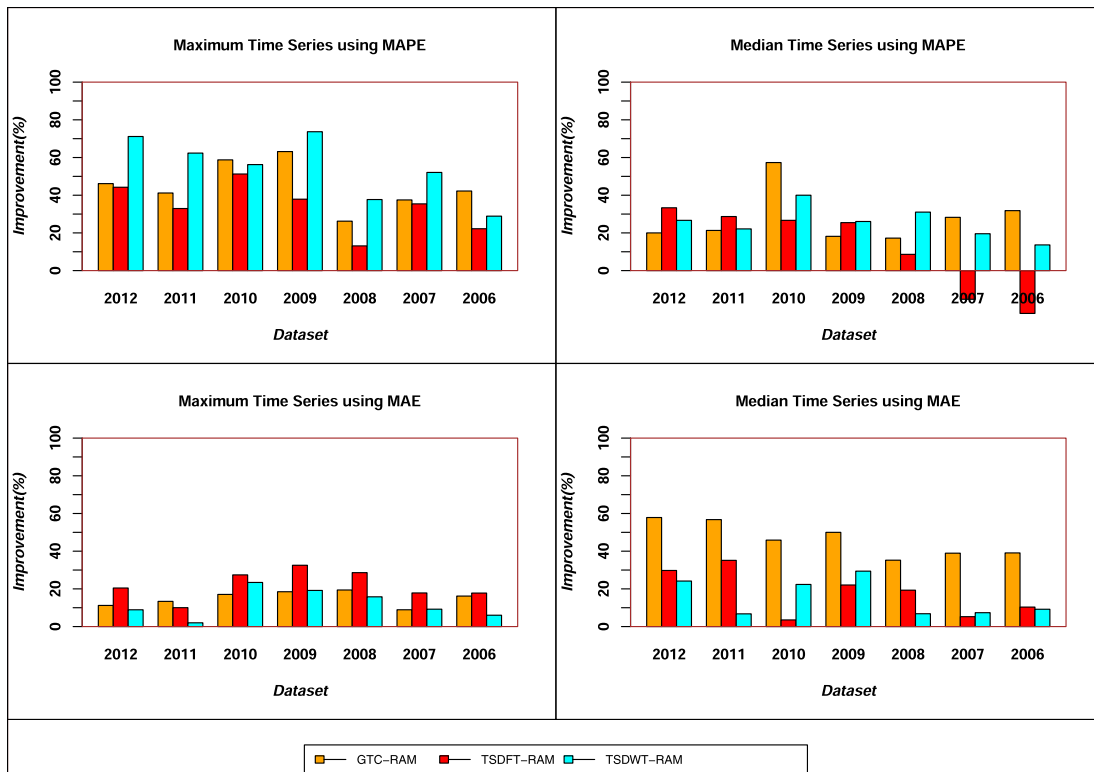 Maximum Time Series using MAPE
Improvement(%)
0 20 40 60 80 100
2012 2011 2010 2009 2008 2007 2006
Dataset
Median Time Series using MAPE
Improvement(%)
0 20 40 60 80 100
2012 2011 2010 2009 2008 2007 2006
Dataset
Maximum Time Series using MAE
Improvement(%)
0 20 40 60 80 100
2012 2011 2010 2009 2008 2007 2006
Dataset
Median Time Series using MAE
Improvement(%)
0 20 40 60 80 100
2012 2011 2010 2009 2008 2007 2006
Dataset
GTC-RAM TSDFT-RAM TSDWT-RAM